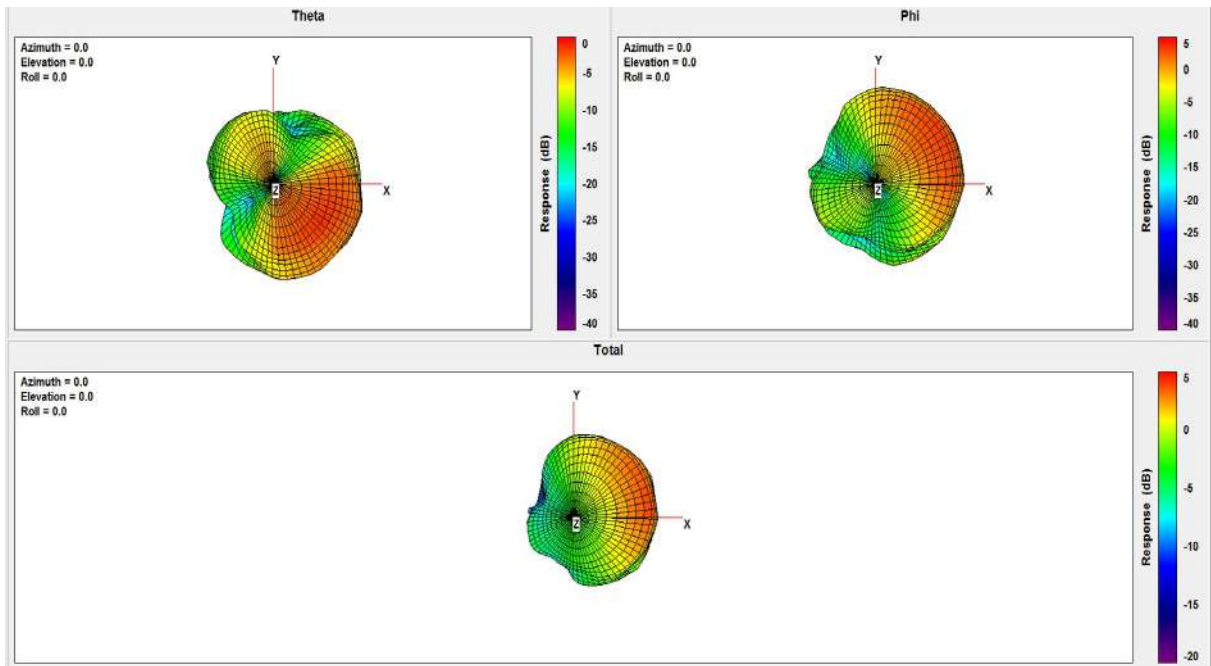 Theta
Azimuth = 0.0
Elevation = 0.0
Roll = 0.0
Y
X
Z
0
-5
-10
-15
-20
-25
-30
-35
-40
Response (dB)
Phi
Azimuth = 0.0
Elevation = 0.0
Roll = 0.0
Y
X
Z
5
0
-5
-10
-15
-20
-25
-30
-35
-40
Response (dB)
Total
Azimuth = 0.0
Elevation = 0.0
Roll = 0.0
Y
X
Z
5
0
-5
-10
-15
-20
Response (dB)